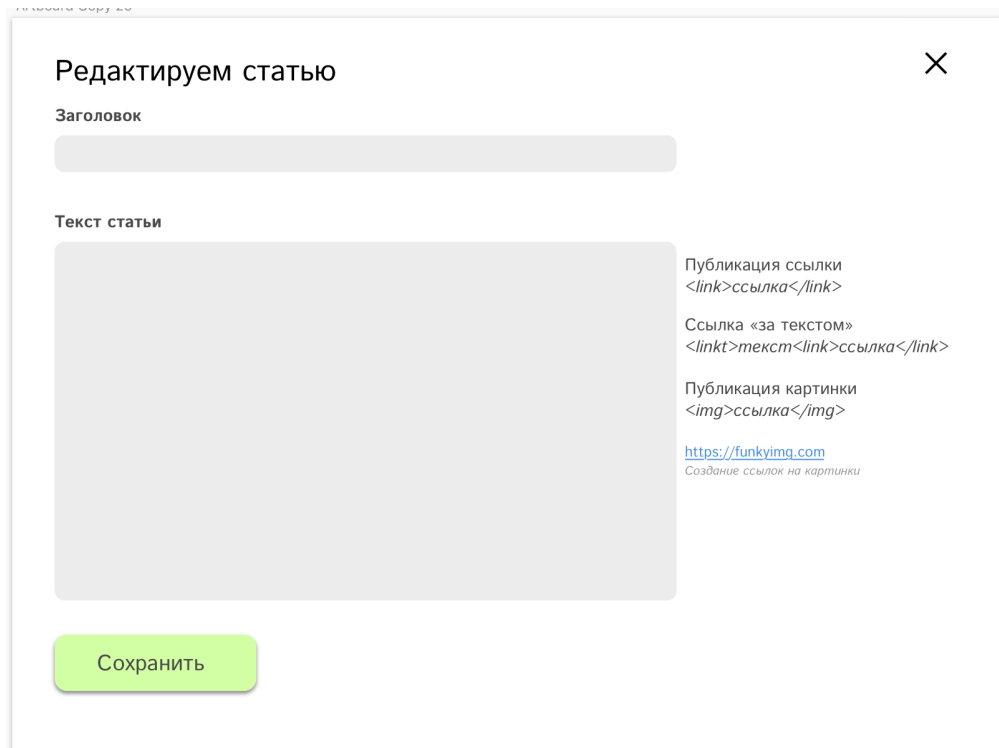 Редактируем статью
Заголовок
Текст статьи
Публикация ссылки
<link>ссылка</link>
Ссылка «за текстом»
<linkt>текст<link>ссылка</link>
Публикация картинки
<img>ссылка</img>
https://funkyimg.com
Создание ссылок на картинки
Сохранить